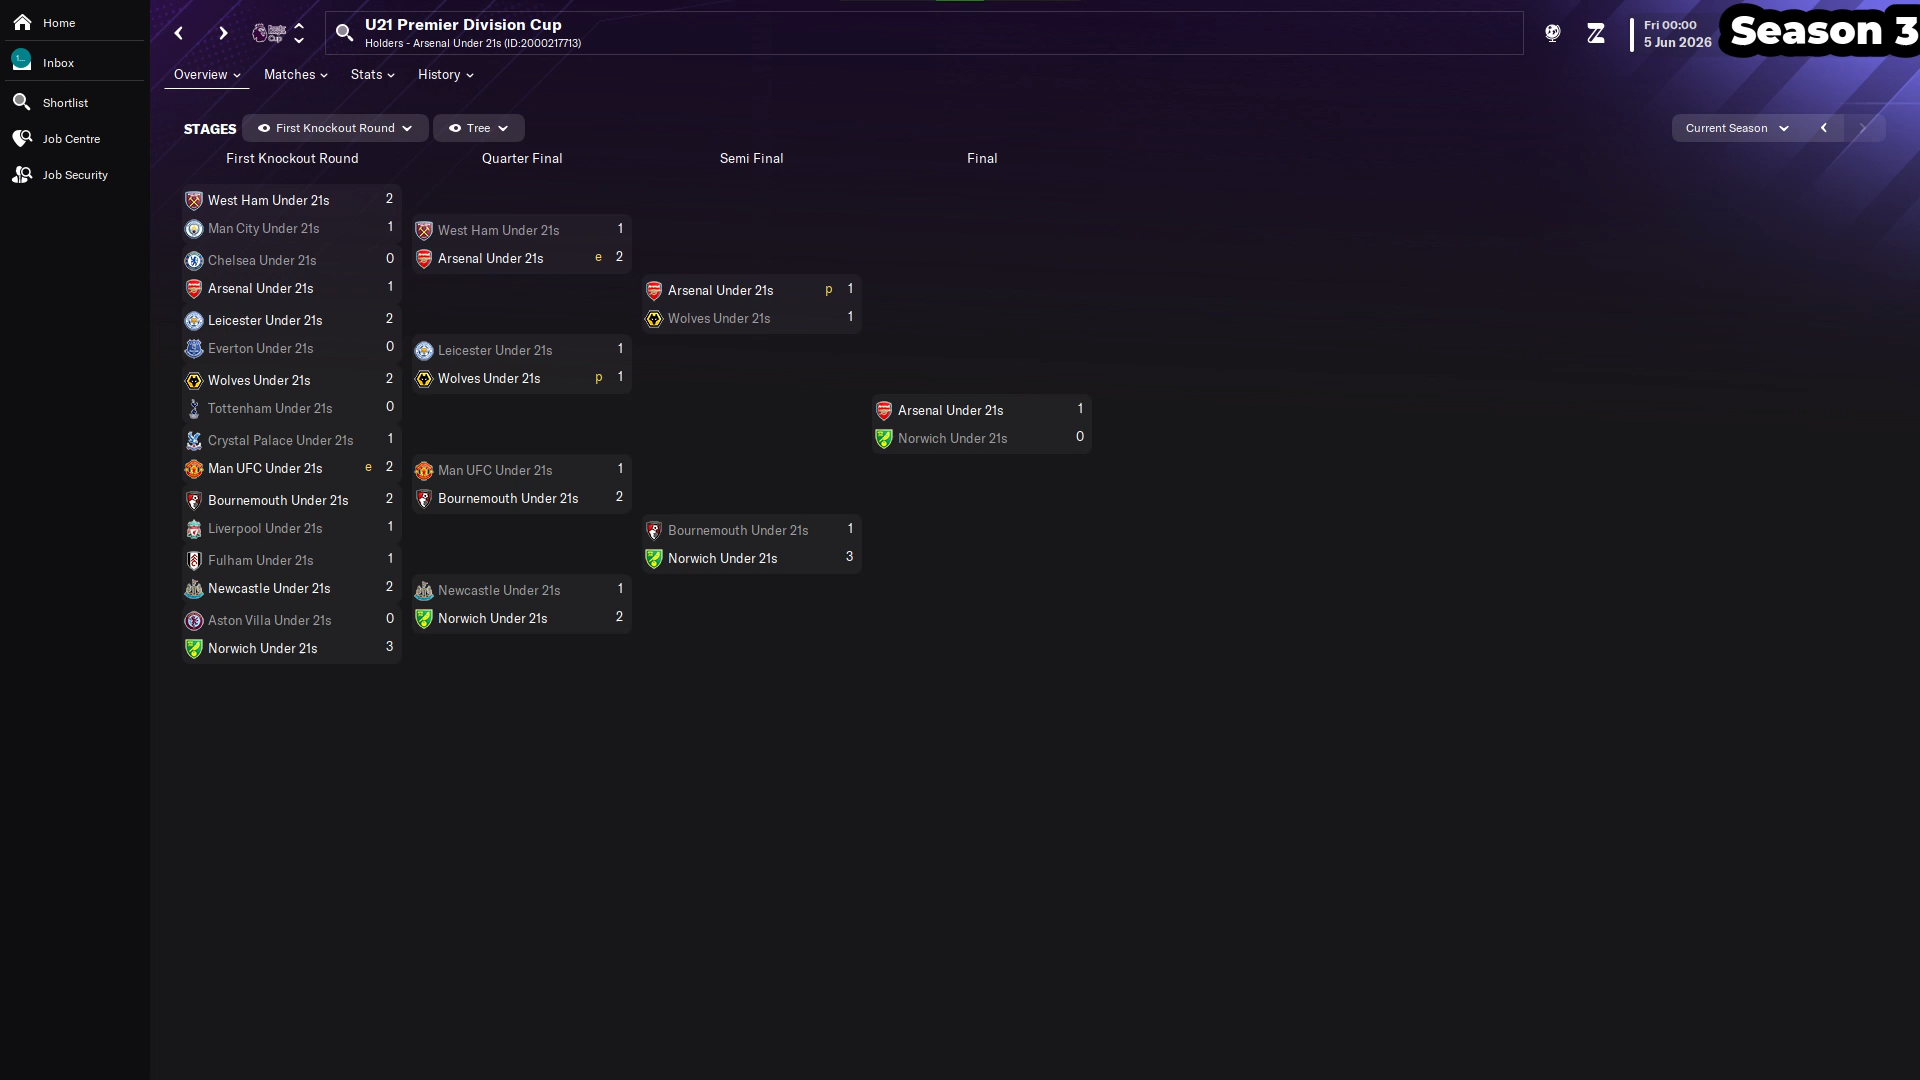 Home
Inbox
Shortlist
Job Centre
Job Security
U21 Premier Division Cup
Holders - Arsenal Under 21s (ID:2000217713)
Fri 00:00
5 Jun 2026
Season 3
Overview
Matches
Stats
History
STAGES
First Knockout Round
Tree
Current Season
First Knockout Round
Quarter Final
Semi Final
Final
West Ham Under 21s 2
Man City Under 21s 1
Chelsea Under 21s 0
Arsenal Under 21s 1
Leicester Under 21s 2
Everton Under 21s 0
Wolves Under 21s 2
Tottenham Under 21s 0
Crystal Palace Under 21s 1
Man UFC Under 21s e 2
Bournemouth Under 21s 2
Liverpool Under 21s 1
Fulham Under 21s 1
Newcastle Under 21s 2
Aston Villa Under 21s 0
Norwich Under 21s 3
West Ham Under 21s 1
Arsenal Under 21s e 2
Leicester Under 21s 1
Wolves Under 21s p 1
Man UFC Under 21s 1
Bournemouth Under 21s 2
Newcastle Under 21s 1
Norwich Under 21s 2
Arsenal Under 21s p 1
Wolves Under 21s 1
Bournemouth Under 21s 1
Norwich Under 21s 3
Arsenal Under 21s 1
Norwich Under 21s 0